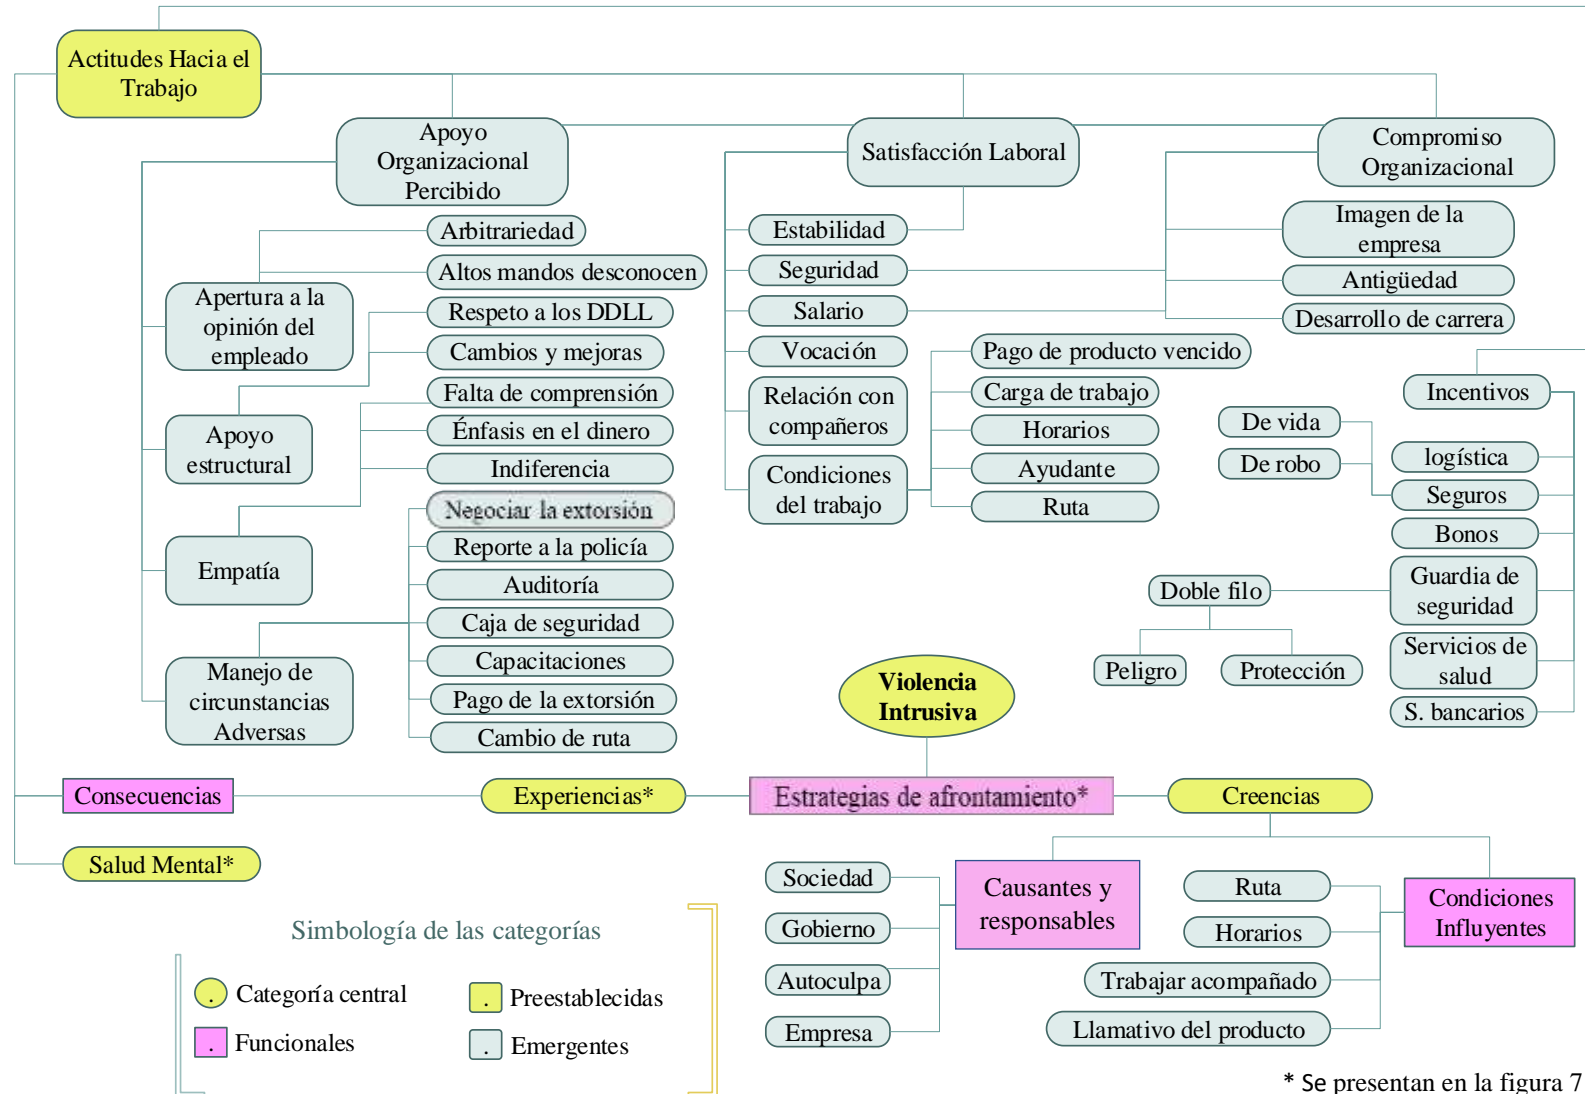 Actitudes Hacia el
Trabajo
Apoyo
Organizacional
Percibido
Satisfacción Laboral
Compromiso
Organizacional
Arbitrariedad
Altos mandos desconocen
Apertura a la
opinión del
empleado
Respeto a los DDLL
Cambios y mejoras
Apoyo
estructural
Falta de comprensión
Énfasis en el dinero
Indiferencia
Empatía
Negociar la extorsión
Reporte a la policía
Auditoría
Caja de seguridad
Capacitaciones
Pago de la extorsión
Cambio de ruta
Manejo de
circunstancias
Adversas
Estabilidad
Seguridad
Salario
Vocación
Relación con
compañeros
Condiciones
del trabajo
Pago de producto vencido
Carga de trabajo
Horarios
Ayudante
Ruta
Imagen de la
empresa
Antigüedad
Desarrollo de carrera
Incentivos
De vida
De robo
logística
Seguros
Bonos
Guardia de
seguridad
Doble filo
Peligro
Protección
Servicios de
salud
S. bancarios
Violencia
Intrusiva
Consecuencias
Experiencias*
Estrategias de afrontamiento*
Creencias
Salud Mental*
Sociedad
Gobierno
Autoculpa
Empresa
Causantes y
responsables
Ruta
Horarios
Trabajar acompañado
Llamativo del producto
Condiciones
Influyentes
Simbología de las categorías
. Categoría central
. Preestablecidas
. Funcionales
. Emergentes
* Se presentan en la figura 7